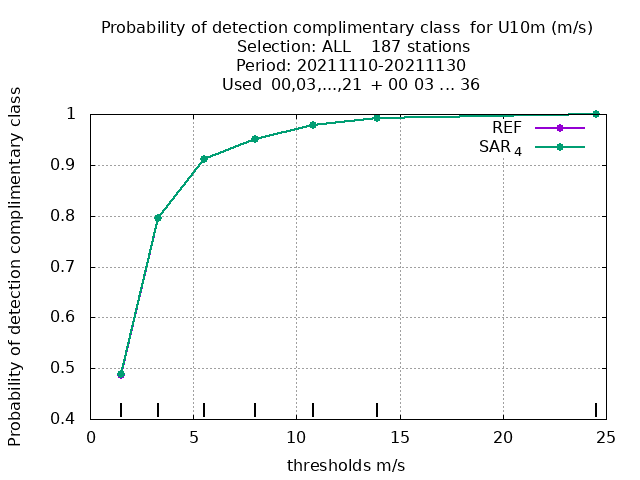 Probability of detection complimentary class for U10m (m/s)
Selection: ALL 187 stations
Period: 20211110-20211130
Used 00,03,...,21 + 00 03 ... 36
Probability of detection complimentary class
1
0.9
0.8
0.7
0.6
0.5
0.4
REF
SAR 4
0 5 10 15 20 25
thresholds m/s